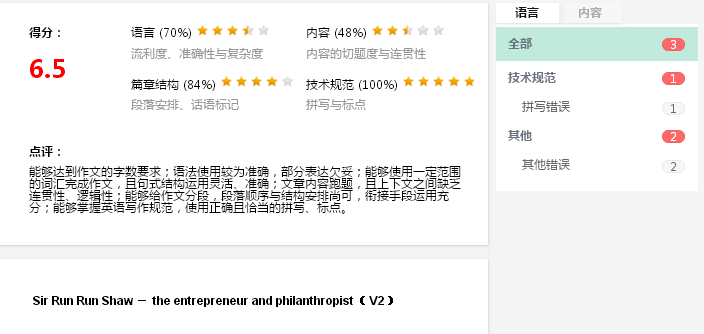 得分：
6.5
语言 (70%)
流利度、准确性与复杂度
内容 (48%)
内容的切题度与连贯性
篇章结构 (84%)
段落安排、话语标记
技术规范 (100%)
拼写与标点
点评：
能够达到作文的字数要求；语法使用较为准确，部分表达欠妥；能够使用一定范围
的词汇完成作文，且句式结构运用灵活、准确；文章内容跑题，且上下文之间缺乏
连贯性、逻辑性；能够给作文分段，段落顺序与结构安排尚可，衔接手段运用充
分；能够掌握英语写作规范，使用正确且恰当的拼写、标点。
Sir Run Run Shaw － the entrepreneur and philanthropist （ V2 ）
语言
内容
全部 3
技术规范 1
拼写错误 1
其他 2
其他错误 2